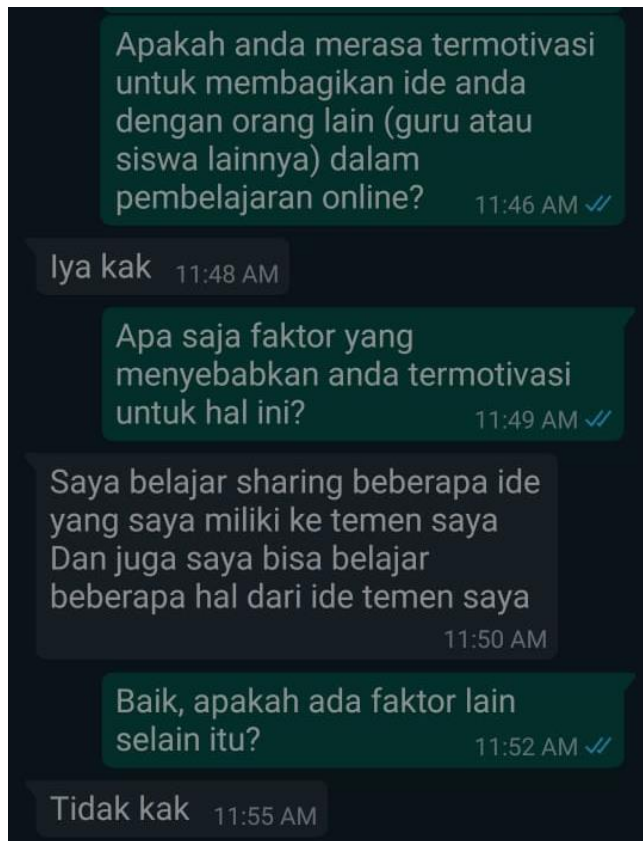 Apakah anda merasa termotivasi
untuk membagikan ide anda
dengan orang lain (guru atau
siswa lainnya) dalam
pembelajaran online? 11:46 AM
Iya kak 11:48 AM
Apa saja faktor yang
menyebabkan anda termotivasi
untuk hal ini? 11:49 AM
Saya belajar sharing beberapa ide
yang saya miliki ke temen saya
Dan juga saya bisa belajar
beberapa hal dari ide temen saya
11:50 AM
Baik, apakah ada faktor lain
selain itu? 11:52 AM
Tidak kak 11:55 AM